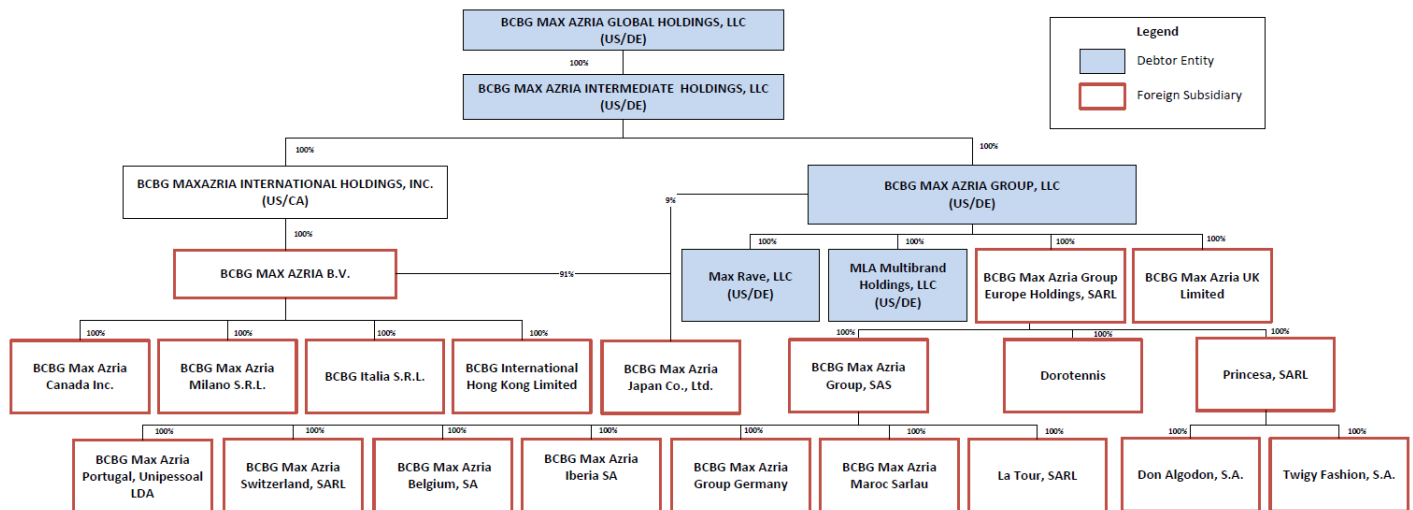 BCBG MAX AZRIA GLOBAL HOLDINGS, LLC
(US/DE)
Legend
Debtor Entity
Foreign Subsidiary
100%
BCBG MAX AZRIA INTERMEDIATE HOLDINGS, LLC
(US/DE)
100%
100%
BCBG MAXAZRIA INTERNATIONAL HOLDINGS, INC.
(US/CA)
BCBG MAX AZRIA GROUP, LLC
(US/DE)
9%
100%
100%
100%
100%
100%
BCBG MAX AZRIA B.V.
91%
Max Rave, LLC
(US/DE)
MLA Multibrand
Holdings, LLC
(US/DE)
BCBG Max Azria Group
Europe Holdings, SARL
BCBG Max Azria UK
Limited
100%
100%
100%
100%
100%
100%
100%
BCBG Max Azria
Canada Inc.
BCBG Max Azria
Milano S.R.L.
BCBG Italia S.R.L.
BCBG International
Hong Kong Limited
BCBG Max Azria
Japan Co., Ltd.
BCBG Max Azria
Group, SAS
Dorotennis
Princesa, SARL
100%
100%
100%
100%
100%
100%
100%
100%
100%
BCBG Max Azria
Portugal, Unipessoal
LDA
BCBG Max Azria
Switzerland, SARL
BCBG Max Azria
Belgium, SA
BCBG Max Azria
Iberia SA
BCBG Max Azria
Group Germany
BCBG Max Azria
Maroc Sarlau
La Tour, SARL
Don Algodon, S.A.
Twigy Fashion, S.A.